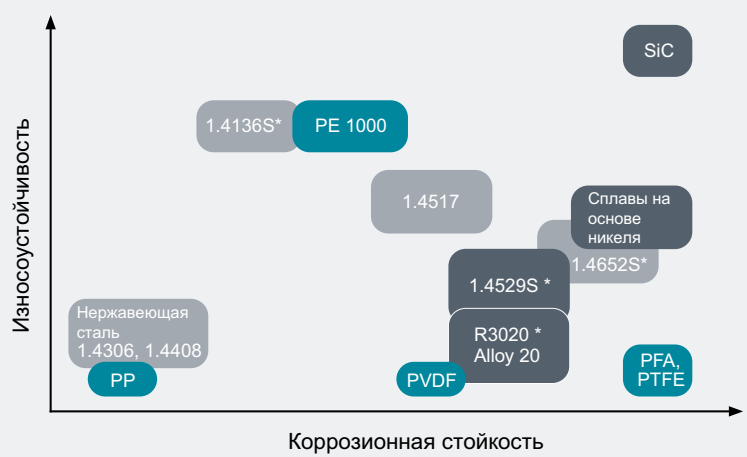 SiC
1.4136S*
PE 1000
1.4517
Сплавы на
основе
никеля
1.4652S*
1.4529S *
R3020 *
Alloy 20
Нержавеющая
сталь
1.4306, 1.4408
PP
PVDF
PFA,
PTFE
Износоустойчивость
Коррозионная стойкость